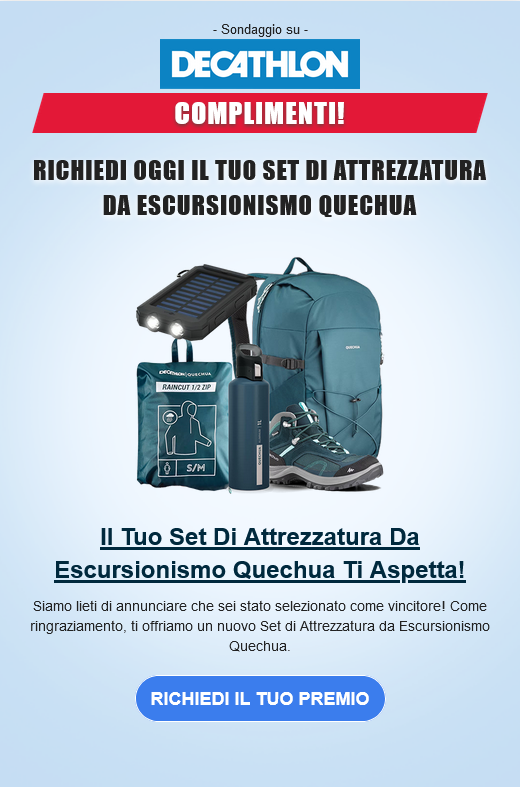 - Sondaggio su -
DECATHLON
COMPLIMENTI!
RICHIEDI OGGI IL TUO SET DI ATTREZZATURA
DA ESCURSIONISMO QUECHUA
QUECHUA
DECATHLON | QUECHUA
RAINCUT 1/2 ZIP
S/M
Il Tuo Set Di Attrezzatura Da
Escursionismo Quechua Ti Aspetta!
Siamo lieti di annunciare che sei stato selezionato come vincitore! Come
ringraziamento, ti offriamo un nuovo Set di Attrezzatura da Escursionismo
Quechua.
RICHIEDI IL TUO PREMIO